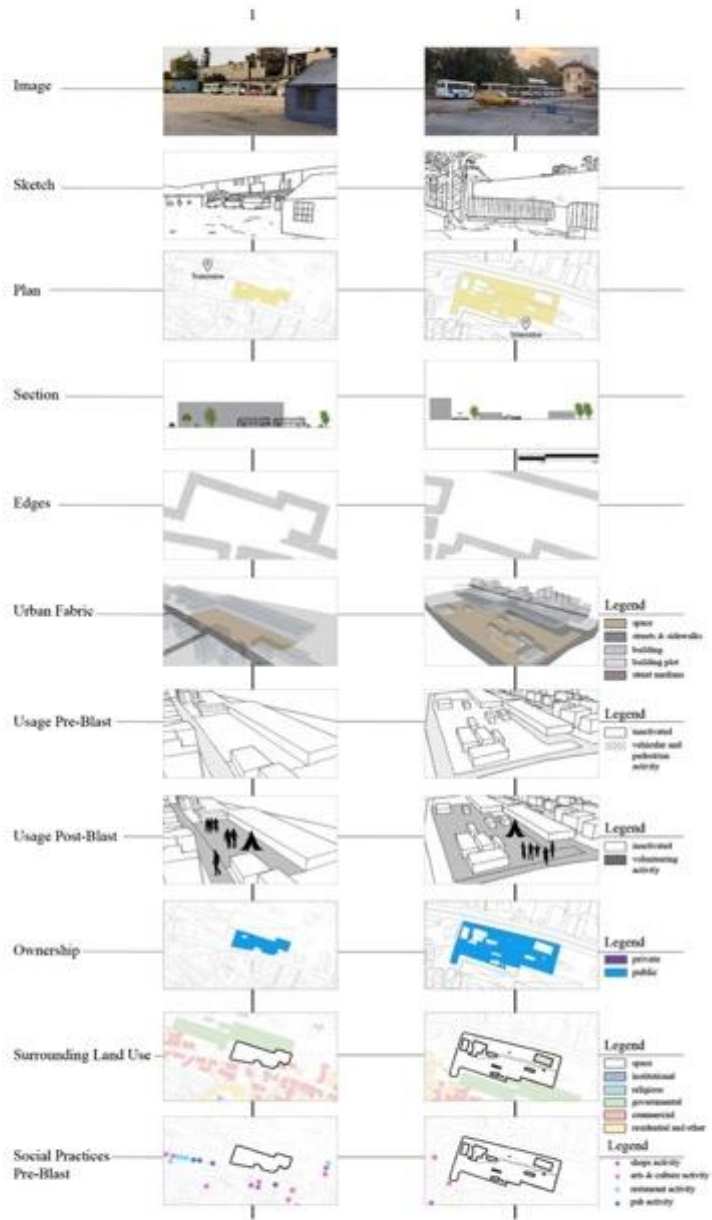 1 1
Image
Sketch
Plan
Section
Edges
Urban Fabric
Legend
space
streets & sidewalks
building
building plot
street medians
Usage Pre-Blast
Legend
inactivated
vehicular and
pedestrian
activity
Usage Post-Blast
Legend
inactivated
volunteering
activity
Ownership
Legend
private
public
Surrounding Land Use
Legend
space
institutional
religious
governmental
commercial
residential and other
Social Practices
Pre-Blast
shops activity
arts & culture activity
restaurant activity
pub activity